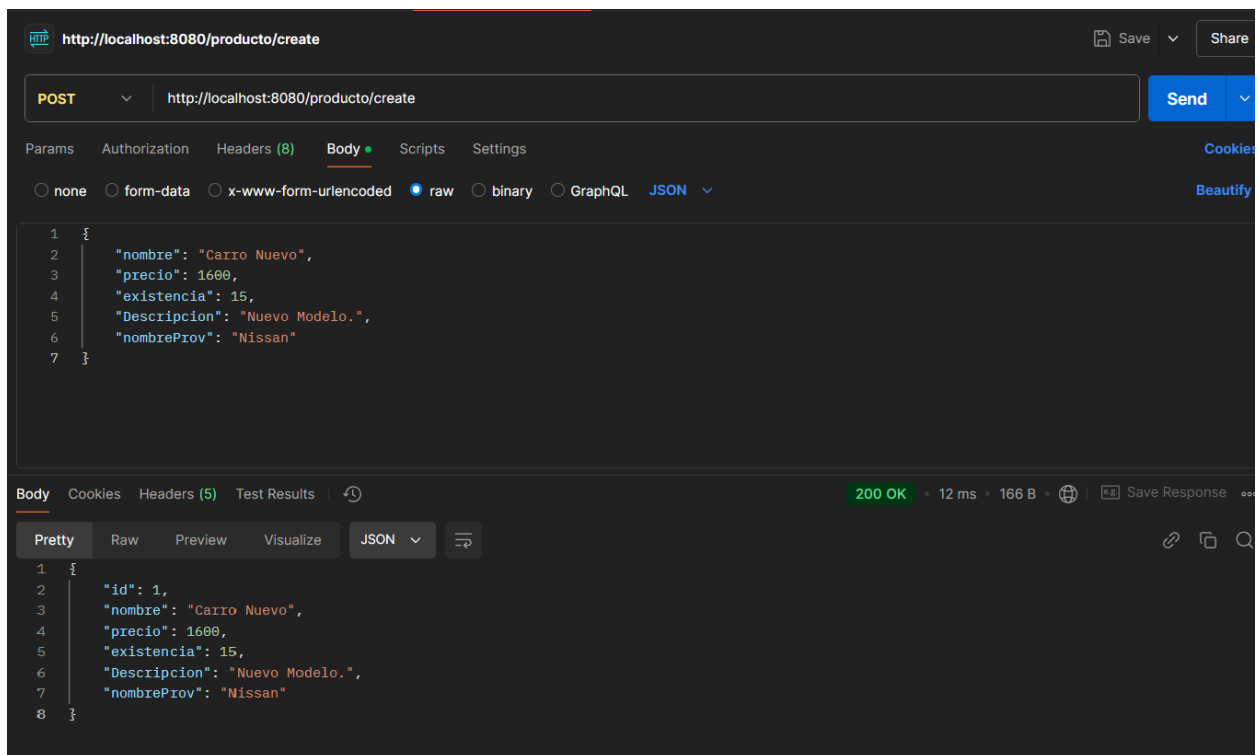 HTTP http://localhost:8080/producto/create Save Share
POST http://localhost:8080/producto/create Send
Params Authorization Headers (8) Body Scripts Settings Cookies
none form-data x-www-form-urlencoded raw binary GraphQL JSON Beautify
1 {
2 "nombre": "Carro Nuevo",
3 "precio": 1600,
4 "existencia": 15,
5 "Descripcion": "Nuevo Modelo.",
6 "nombreProv": "Nissan"
7 }
Body Cookies Headers (5) Test Results 200 OK 12 ms 166 B e.g. Save Response
Pretty Raw Preview Visualize JSON
1 {
2 "id": 1,
3 "nombre": "Carro Nuevo",
4 "precio": 1600,
5 "existencia": 15,
6 "Descripcion": "Nuevo Modelo.",
7 "nombreProv": "Nissan"
8 }